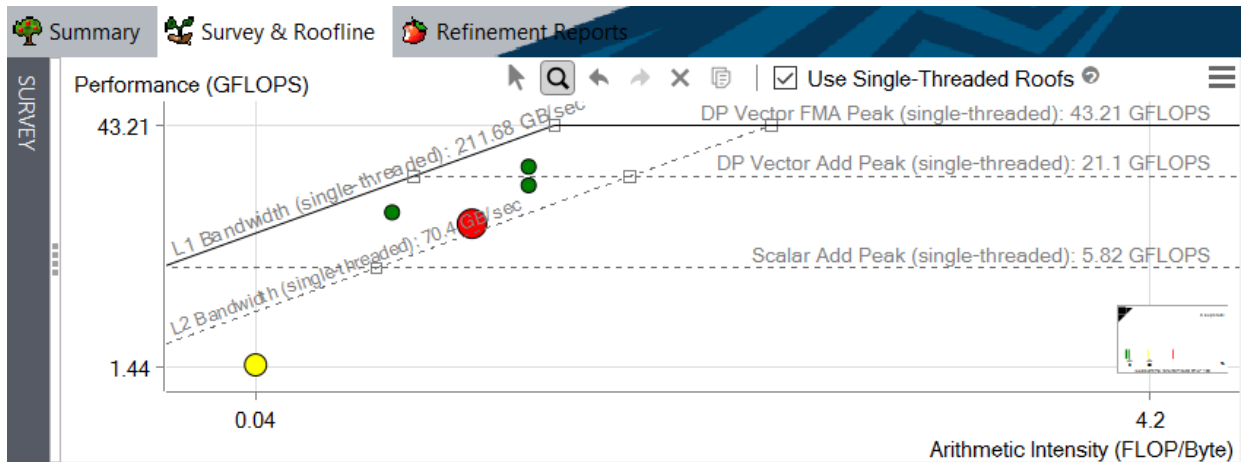 Summary
Survey & Roofline
Refinement Reports
SURVEY
Performance (GFLOPS)
Use Single-Threaded Roofs
43.21
L1 Bandwidth (single-threaded): 211.68 GB/sec
DP Vector FMA Peak (single-threaded): 43.21 GFLOPS
DP Vector Add Peak (single-threaded): 21.1 GFLOPS
L2 Bandwidth (single-threaded): 70.4 GB/sec
Scalar Add Peak (single-threaded): 5.82 GFLOPS
1.44
0.04
4.2
Arithmetic Intensity (FLOP/Byte)